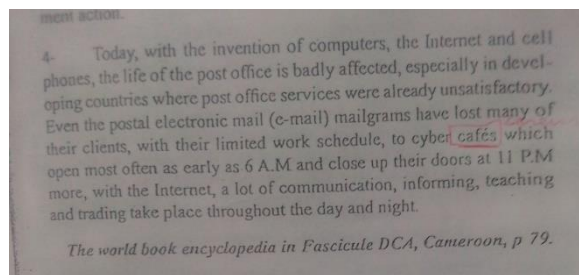 ment action.
4- Today, with the invention of computers, the Internet and cell
phones, the life of the post office is badly affected, especially in devel-
oping countries where post office services were already unsatisfactory.
Even the postal electronic mail (e-mail) mailgrams have lost many of
their clients, with their limited work schedule, to cyber cafés which
open most often as early as 6 A.M and close up their doors at 11 P.M
more, with the Internet, a lot of communication, informing, teaching
and trading take place throughout the day and night.
The world book encyclopedia in Fascicule DCA, Cameroon, p 79.